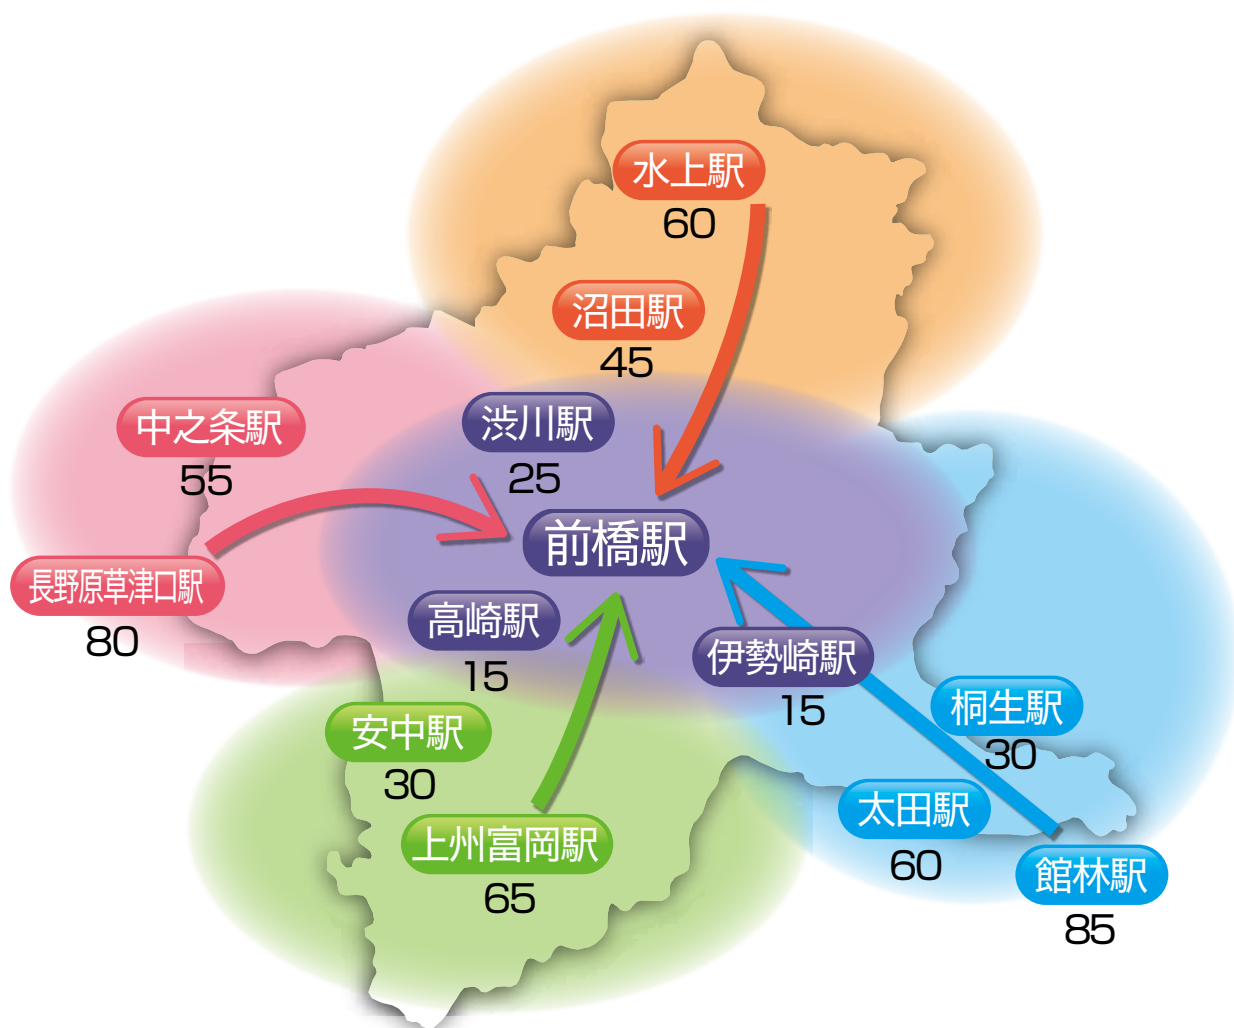 水上駅
60
沼田駅
45
中之条駅
55
渋川駅
25
前橋駅
長野原草津口駅
80
高崎駅
15
伊勢崎駅
15
安中駅
30
桐生駅
30
上州富岡駅
65
太田駅
60
館林駅
85